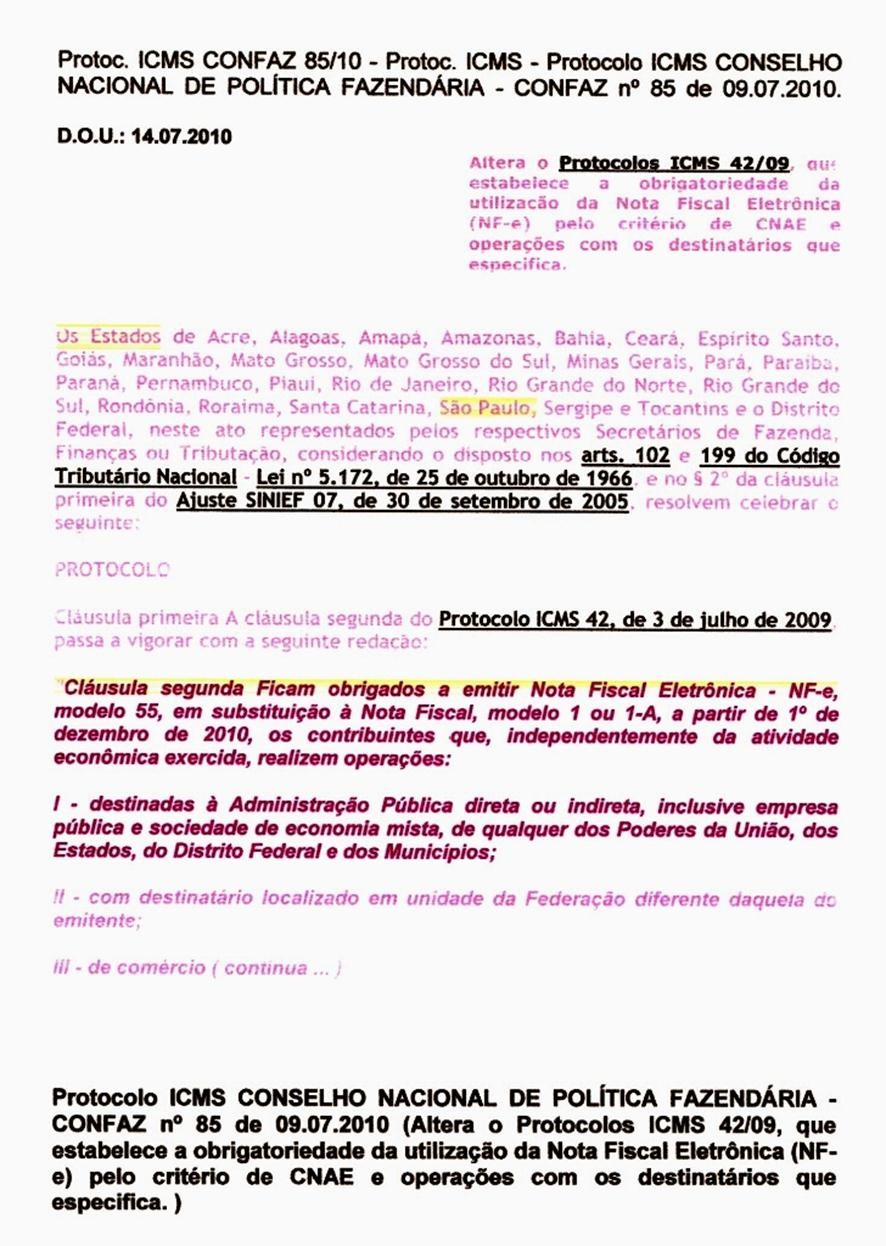 Protoc. ICMS CONFAZ 85/10 - Protoc. ICMS - Protocolo ICMS CONSELHO
NACIONAL DE POLÍTICA FAZENDÁRIA - CONFAZ nº 85 de 09.07.2010.
D.O.U.: 14.07.2010
Altera o Protocolos ICMS 42/09, que
estabelece a obrigatoriedade da
utilização da Nota Fiscal Eletrônica
(NF-e) pelo critério de CNAE e
operações com os destinatários que
especifica.
Os Estados de Acre, Alagoas, Amapá, Amazonas, Bahia, Ceará, Espírito Santo,
Goiás, Maranhão, Mato Grosso, Mato Grosso do Sul, Minas Gerais, Pará, Paraíba,
Paraná, Pernambuco, Piauí, Rio de Janeiro, Rio Grande do Norte, Rio Grande do
Sul, Rondônia, Roraima, Santa Catarina, São Paulo, Sergipe e Tocantins e o Distrito
Federal, neste ato representados pelos respectivos Secretários de Fazenda,
Finanças ou Tributação, considerando o disposto nos arts. 102 e 199 do Código
Tributário Nacional - Lei nº 5.172, de 25 de outubro de 1966, e no § 2º da cláusula
primeira do Ajuste SINIEF 07, de 30 de setembro de 2005, resolvem celebrar o
seguinte:
PROTOCOLO
Cláusula primeira A cláusula segunda do Protocolo ICMS 42, de 3 de julho de 2009,
passa a vigorar com a seguinte redação:
"Cláusula segunda Ficam obrigados a emitir Nota Fiscal Eletrônica - NF-e,
modelo 55, em substituição à Nota Fiscal, modelo 1 ou 1-A, a partir de 1º de
dezembro de 2010, os contribuintes que, independentemente da atividade
econômica exercida, realizem operações:
I - destinadas à Administração Pública direta ou indireta, inclusive empresa
pública e sociedade de economia mista, de qualquer dos Poderes da União, dos
Estados, do Distrito Federal e dos Municípios;
II - com destinatário localizado em unidade da Federação diferente daquela do
emitente;
III - de comércio ( continua ... )
Protocolo ICMS CONSELHO NACIONAL DE POLÍTICA FAZENDÁRIA -
CONFAZ nº 85 de 09.07.2010 (Altera o Protocolos ICMS 42/09, que
estabelece a obrigatoriedade da utilização da Nota Fiscal Eletrônica (NF-
e) pelo critério de CNAE e operações com os destinatários que
especifica. )